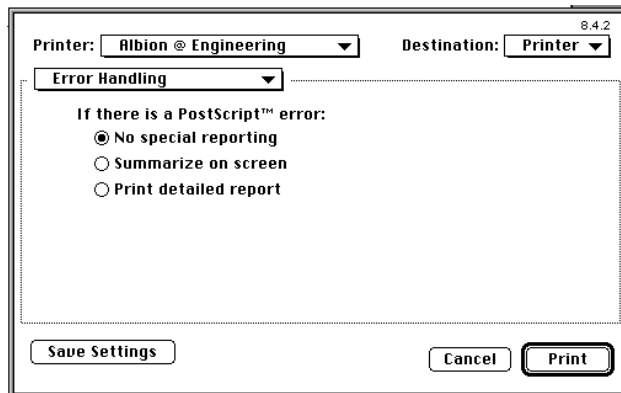 8.4.2
Printer: Albion @ Engineering Destination: Printer
Error Handling
If there is a PostScript™ error:
No special reporting
Summarize on screen
Print detailed report
Save Settings
Cancel Print